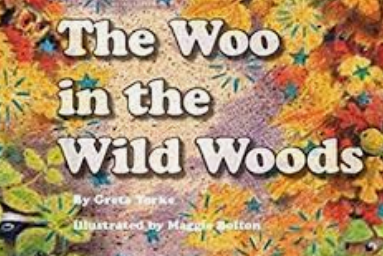 The Woo
in the
Wild Woods
By Greta Yorke
Illustrated by Maggie Bolton